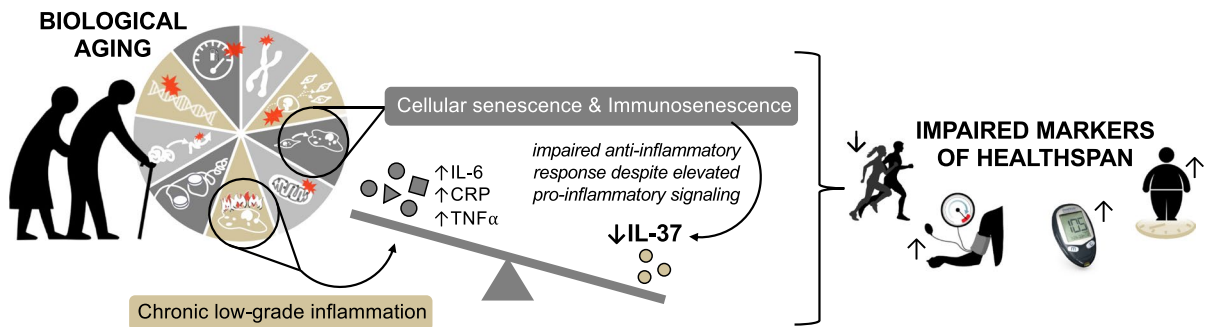 BIOLOGICAL
AGING
Cellular senescence & Immunosenescence
impaired anti-inflammatory
response despite elevated
pro-inflammatory signaling
↑IL-6
↑CRP
↑TNFα
↓IL-37
Chronic low-grade inflammation
IMPAIRED MARKERS
OF HEALTHSPAN
↓
↑
105
↑
↑